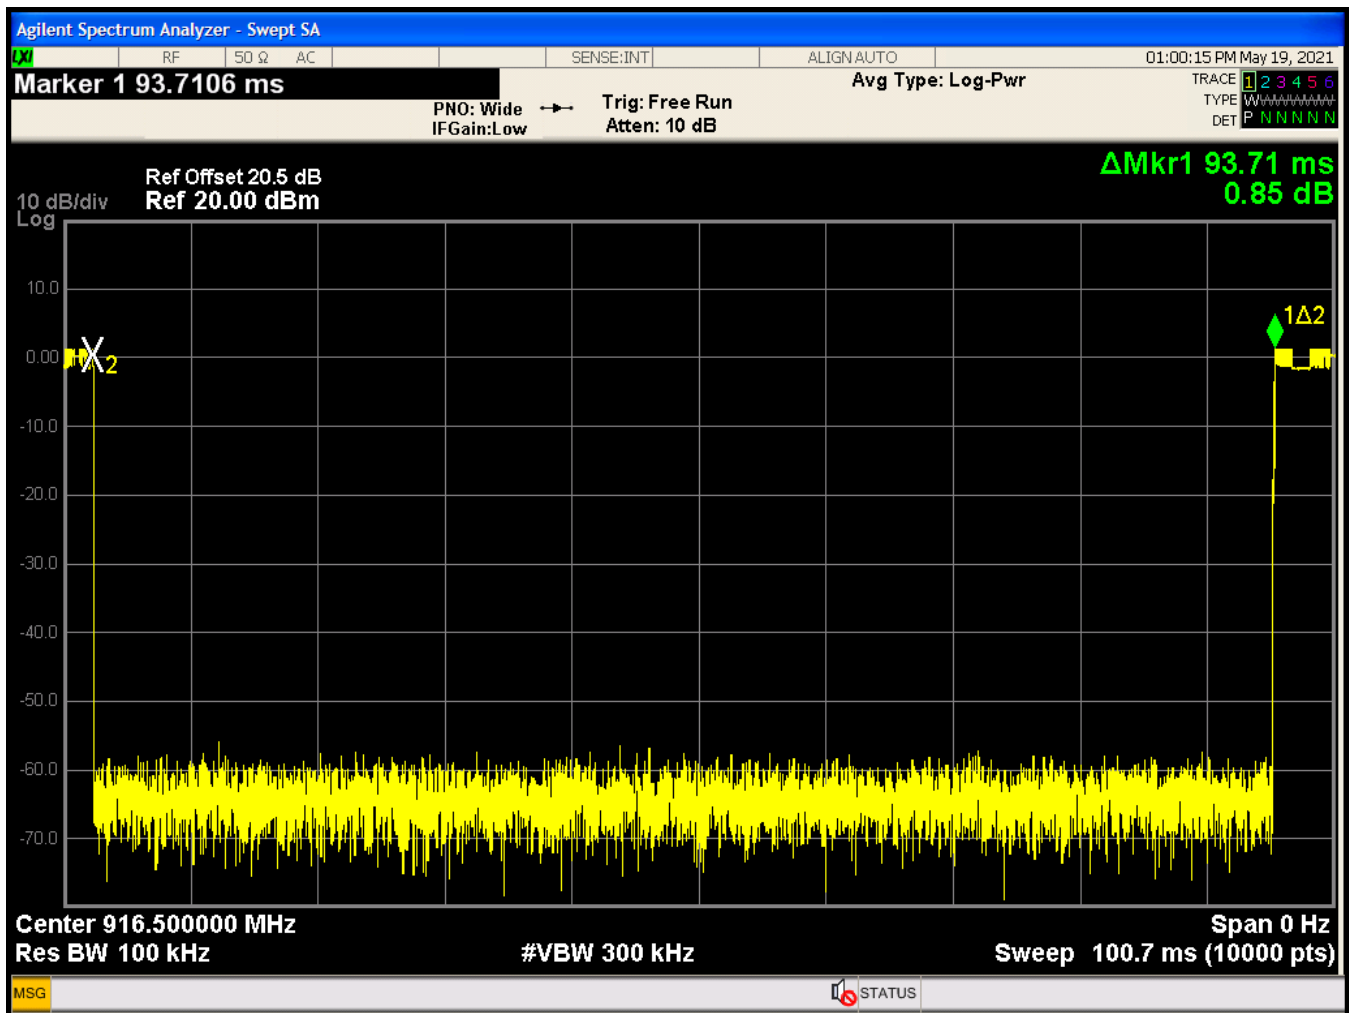 Agilent Spectrum Analyzer - Swept SA
LXI RF 50 Ω AC SENSE:INT ALIGN AUTO 01:00:15 PM May 19, 2021
Marker 1 93.7106 ms
PNO: Wide
IFGain:Low
Trig: Free Run
Atten: 10 dB
Avg Type: Log-Pwr
TRACE 1 2 3 4 5 6
TYPE WWWWWW
DET P N N N N N
ΔMkr1 93.71 ms
0.85 dB
Ref Offset 20.5 dB
10 dB/div Ref 20.00 dBm
Log
10.0
0.00
-10.0
-20.0
-30.0
-40.0
-50.0
-60.0
-70.0
2
1Δ2
Center 916.500000 MHz Span 0 Hz
Res BW 100 kHz #VBW 300 kHz Sweep 100.7 ms (10000 pts)
MSG STATUS